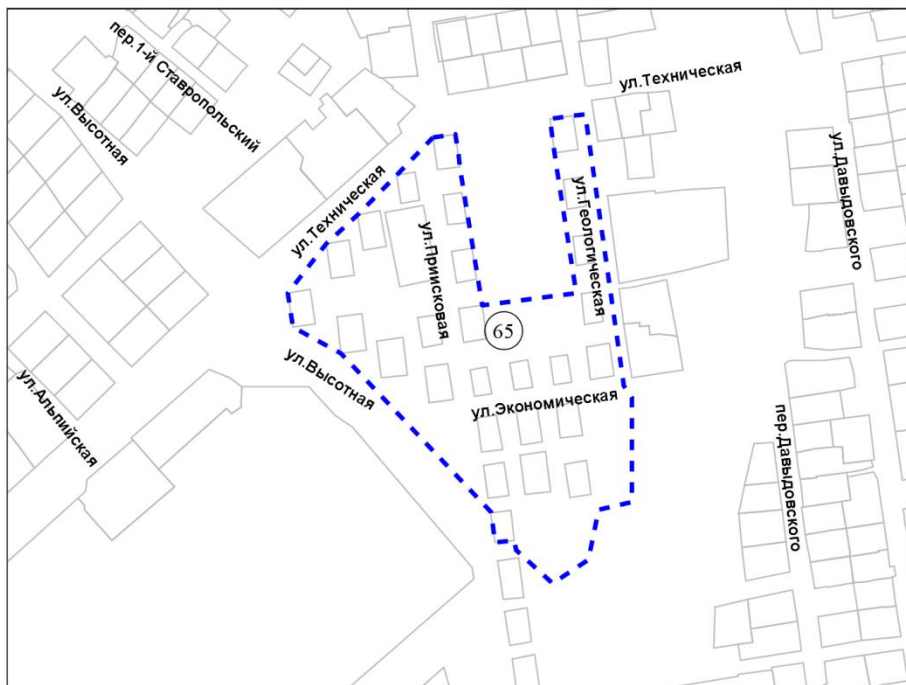 пер.1-й Ставропольский
ул.Высотная
ул.Техническая
ул.Техническая
ул.Давыдовского
ул.Геологическая
ул.Приисковая
65
ул.Высотная
ул.Альпийская
ул.Экономическая
пер.Давыдовского